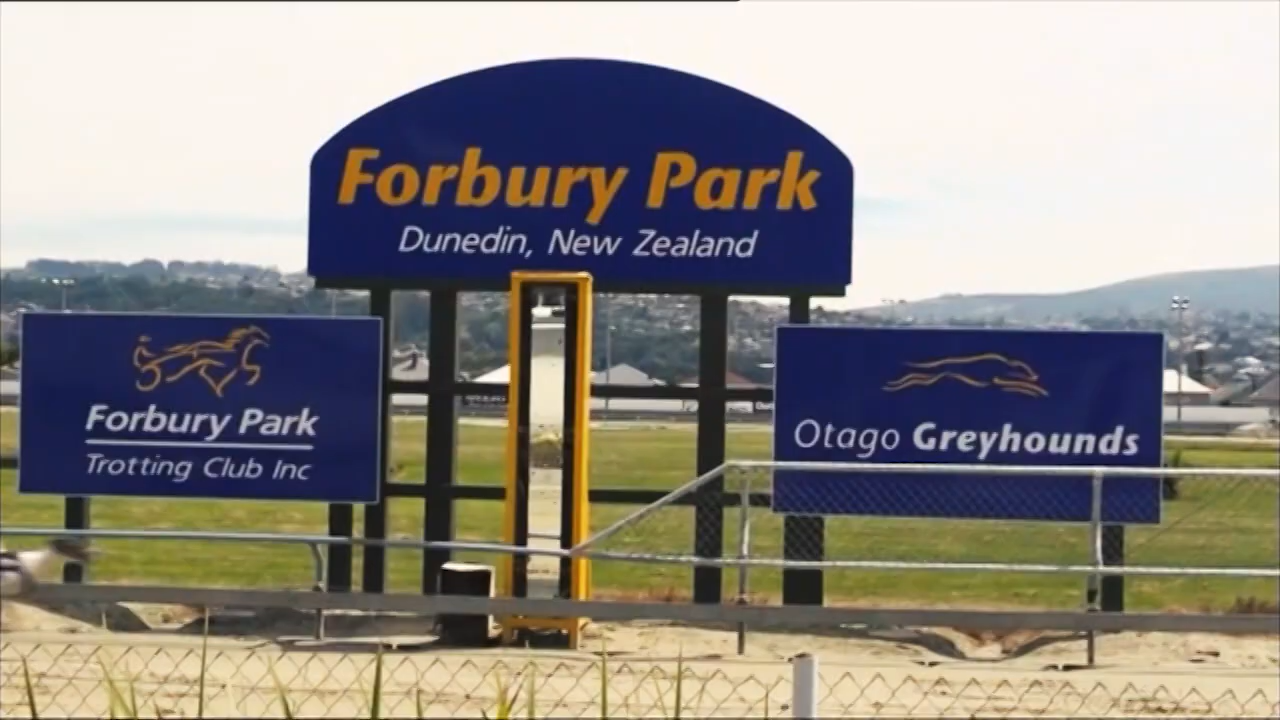 Forbury Park
Dunedin, New Zealand
Forbury Park
Trotting Club Inc
Otago Greyhounds